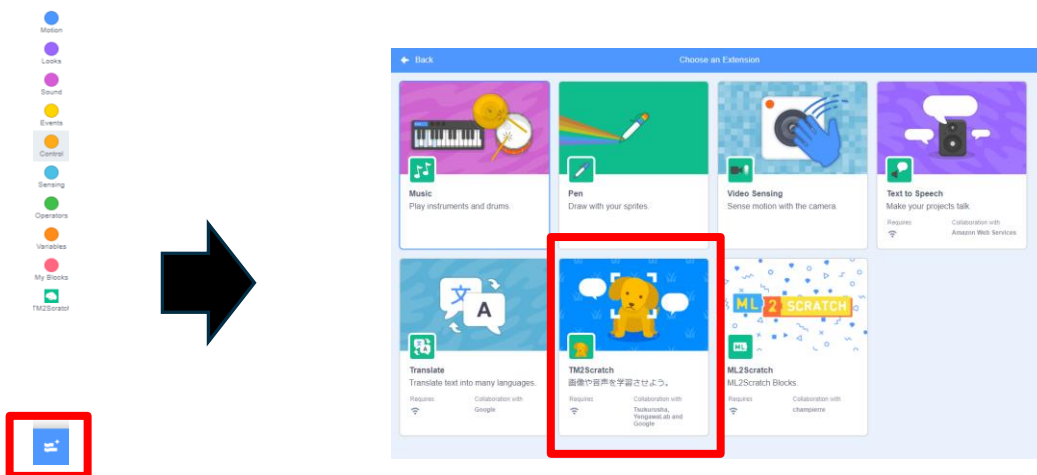 Motion
Looks
Sound
Events
Control
Sensing
Operators
Variables
My Blocks
TM2Scratch
Back
Choose an Extension
Music
Play instruments and drums.
Pen
Draw with your sprites.
Video Sensing
Sense motion with the camera.
Text to Speech
Make your projects talk.
Requires
Collaboration with
Amazon Web Services
文
A
Translate
Translate text into many languages.
Requires
Collaboration with
Google
TM2Scratch
画像や音声を学習させよう。
Requires
Collaboration with
Tsukurusha,
YengawaLab and
Google
ML 2 SCRATCH
ML
ML2Scratch
ML2Scratch Blocks.
Requires
Collaboration with
champierre